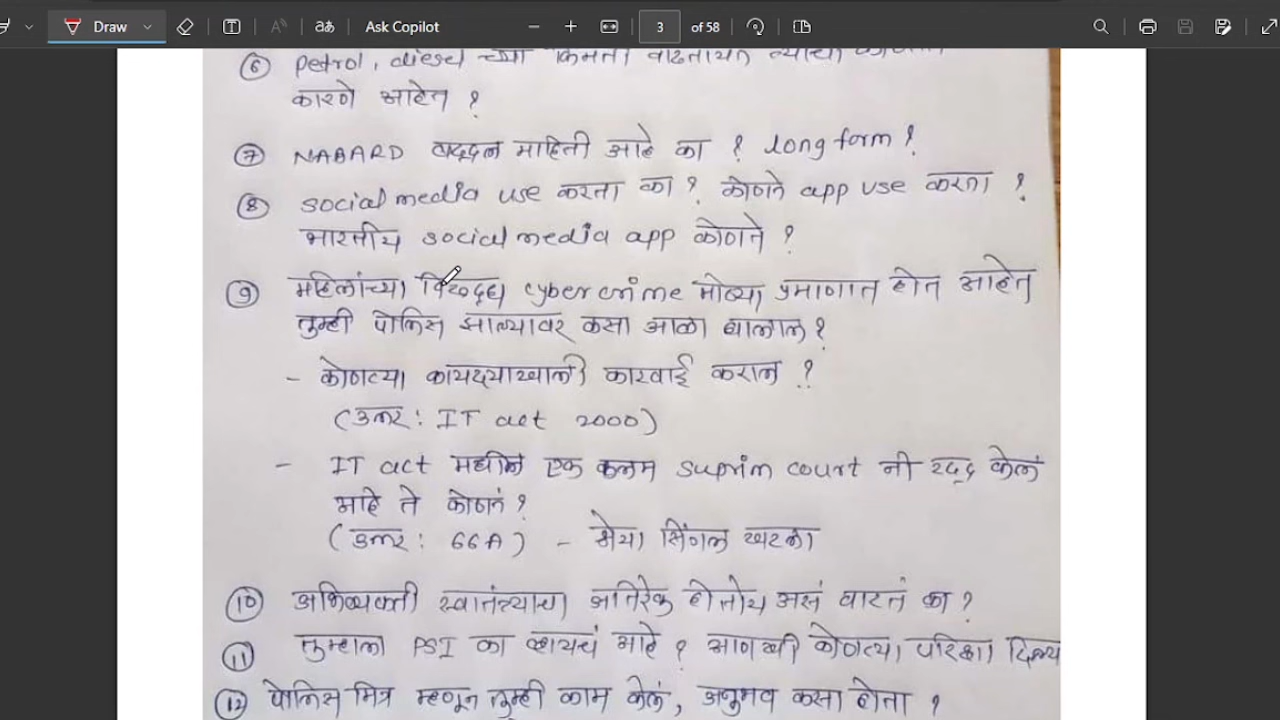 Draw
Ask Copilot
3 of 58
⑥ petrol, diesel च्या किंमती वाढतायत त्याची
कारणे आहेत ?
⑦ NABARD बद्दल माहिती आहे का ? long form ?
⑧ social media use करता का ? कोणते app use करता ?
भारतीय social media app कोणते ?
⑨ महिलांच्या विरुद्ध cyber crime मोठ्या प्रमाणात होत आहेत
तुम्ही पोलिस झाल्यावर कसा आळा घालाल ?
- कोणत्या कायद्याखाली कारवाई कराल ?
(उत्तर : IT act 2000)
- IT act मधील एक कलम suprim court नी रद्द केलं
आहे ते कोणतं ?
(उत्तर : 66A) - श्रेया सिंगल खटला
⑩ अभिव्यक्ती स्वातंत्र्याचा अतिरेक होतोय असं वाटतं का ?
⑪ तुम्हाला PSI का व्हायचं आहे ? आणखी कोणत्या परिक्षा दिल्या
⑫ पोलिस मित्र म्हणून तुम्ही काम केलं, अनुभव कसा होता ?